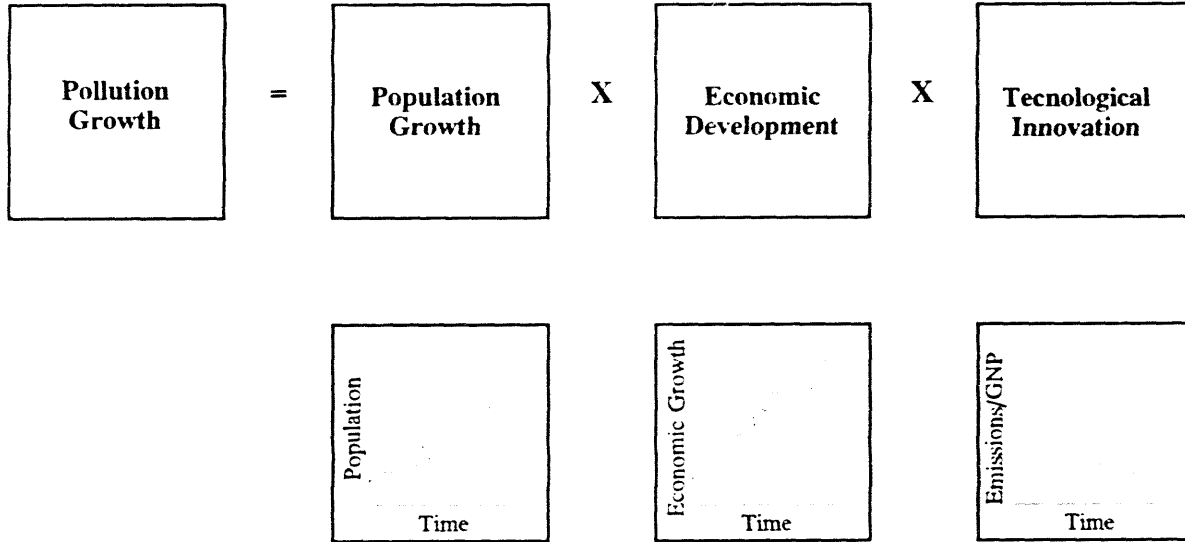 Pollution
Growth
=
Population
Growth
X
Economic
Development
X
Tecnological
Innovation
Population
Time
Economic Growth
Time
Emissions/GNP
Time